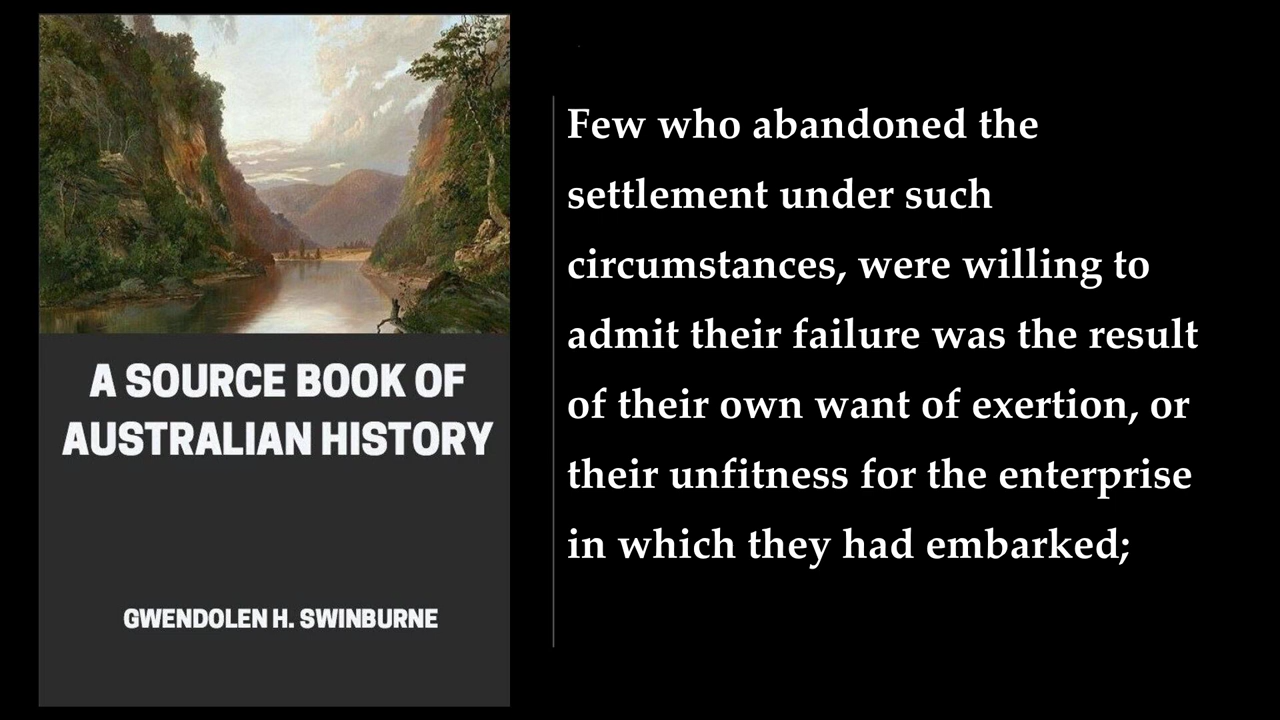 A SOURCE BOOK OF
AUSTRALIAN HISTORY
GWENDOLEN H. SWINBURNE
Few who abandoned the
settlement under such
circumstances, were willing to
admit their failure was the result
of their own want of exertion, or
their unfitness for the enterprise
in which they had embarked;